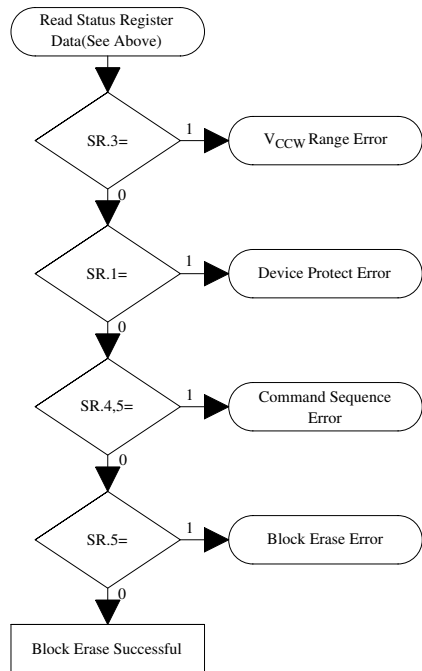 Read Status Register
Data(See Above)
SR.3=
1
VCCW Range Error
0
SR.1=
1
Device Protect Error
0
SR.4,5=
1
Command Sequence
Error
0
SR.5=
1
Block Erase Error
0
Block Erase Successful